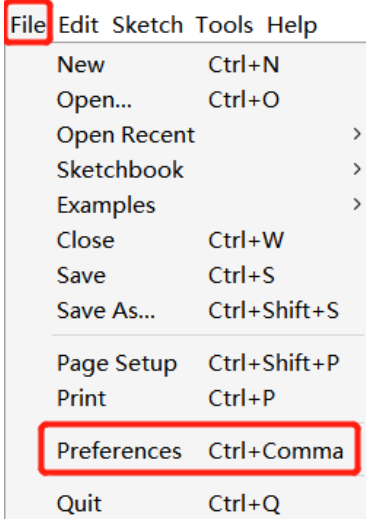 File Edit Sketch Tools Help
New Ctrl+N
Open... Ctrl+O
Open Recent >
Sketchbook >
Examples >
Close Ctrl+W
Save Ctrl+S
Save As... Ctrl+Shift+S
Page Setup Ctrl+Shift+P
Print Ctrl+P
Preferences Ctrl+Comma
Quit Ctrl+Q